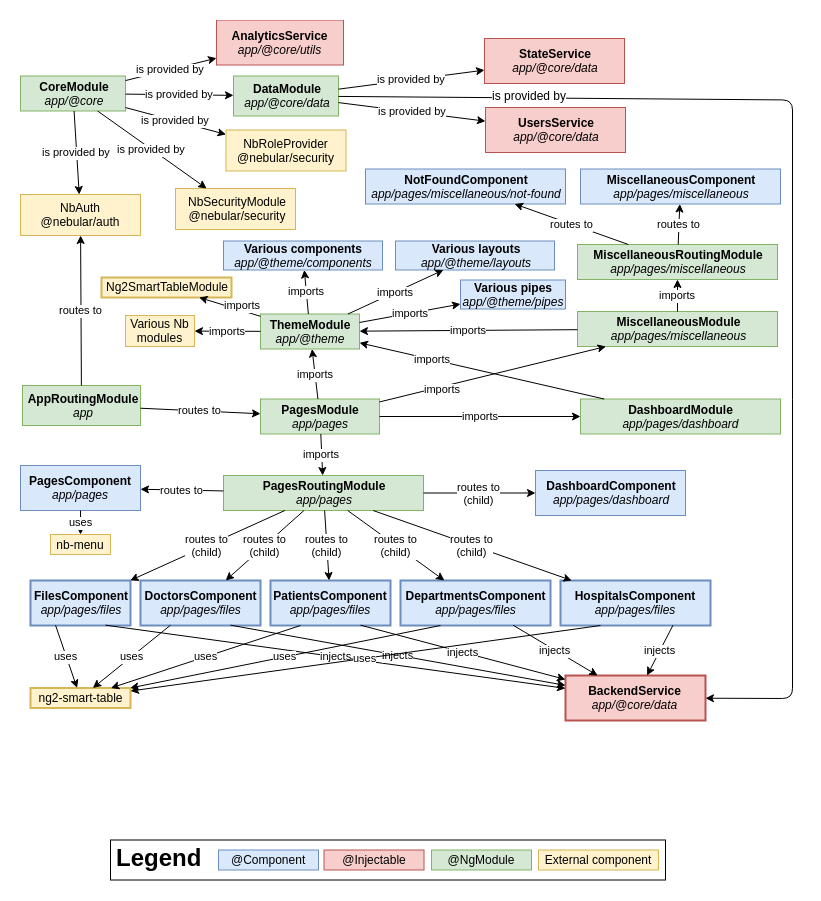 AnalyticsService
app/@core/utils
StateService
app/@core/data
is provided by
is provided by
CoreModule
app/@core
is provided by
DataModule
app/@core/data
is provided by
is provided by
UsersService
app/@core/data
is provided by
NbRoleProvider
@nebular/security
is provided by
is provided by
NotFoundComponent
app/pages/miscellaneous/not-found
MiscellaneousComponent
app/pages/miscellaneous
NbAuth
@nebular/auth
NbSecurityModule
@nebular/security
routes to
routes to
Various components
app/@theme/components
Various layouts
app/@theme/layouts
MiscellaneousRoutingModule
app/pages/miscellaneous
Ng2SmartTableModule
imports
imports
Various pipes
app/@theme/pipes
imports
imports
routes to
imports
Various Nb
modules
imports
ThemeModule
app/@theme
imports
MiscellaneousModule
app/pages/miscellaneous
imports
imports
imports
AppRoutingModule
app
routes to
PagesModule
app/pages
imports
DashboardModule
app/pages/dashboard
imports
PagesComponent
app/pages
routes to
PagesRoutingModule
app/pages
routes to
(child)
DashboardComponent
app/pages/dashboard
uses
nb-menu
routes to
(child)
routes to
(child)
routes to
(child)
routes to
(child)
routes to
(child)
FilesComponent
app/pages/files
DoctorsComponent
app/pages/files
PatientsComponent
app/pages/files
DepartmentsComponent
app/pages/files
HospitalsComponent
app/pages/files
uses
uses
uses
uses
injects
uses
injects
injects
injects
injects
ng2-smart-table
BackendService
app/@core/data
Legend
@Component
@Injectable
@NgModule
External component